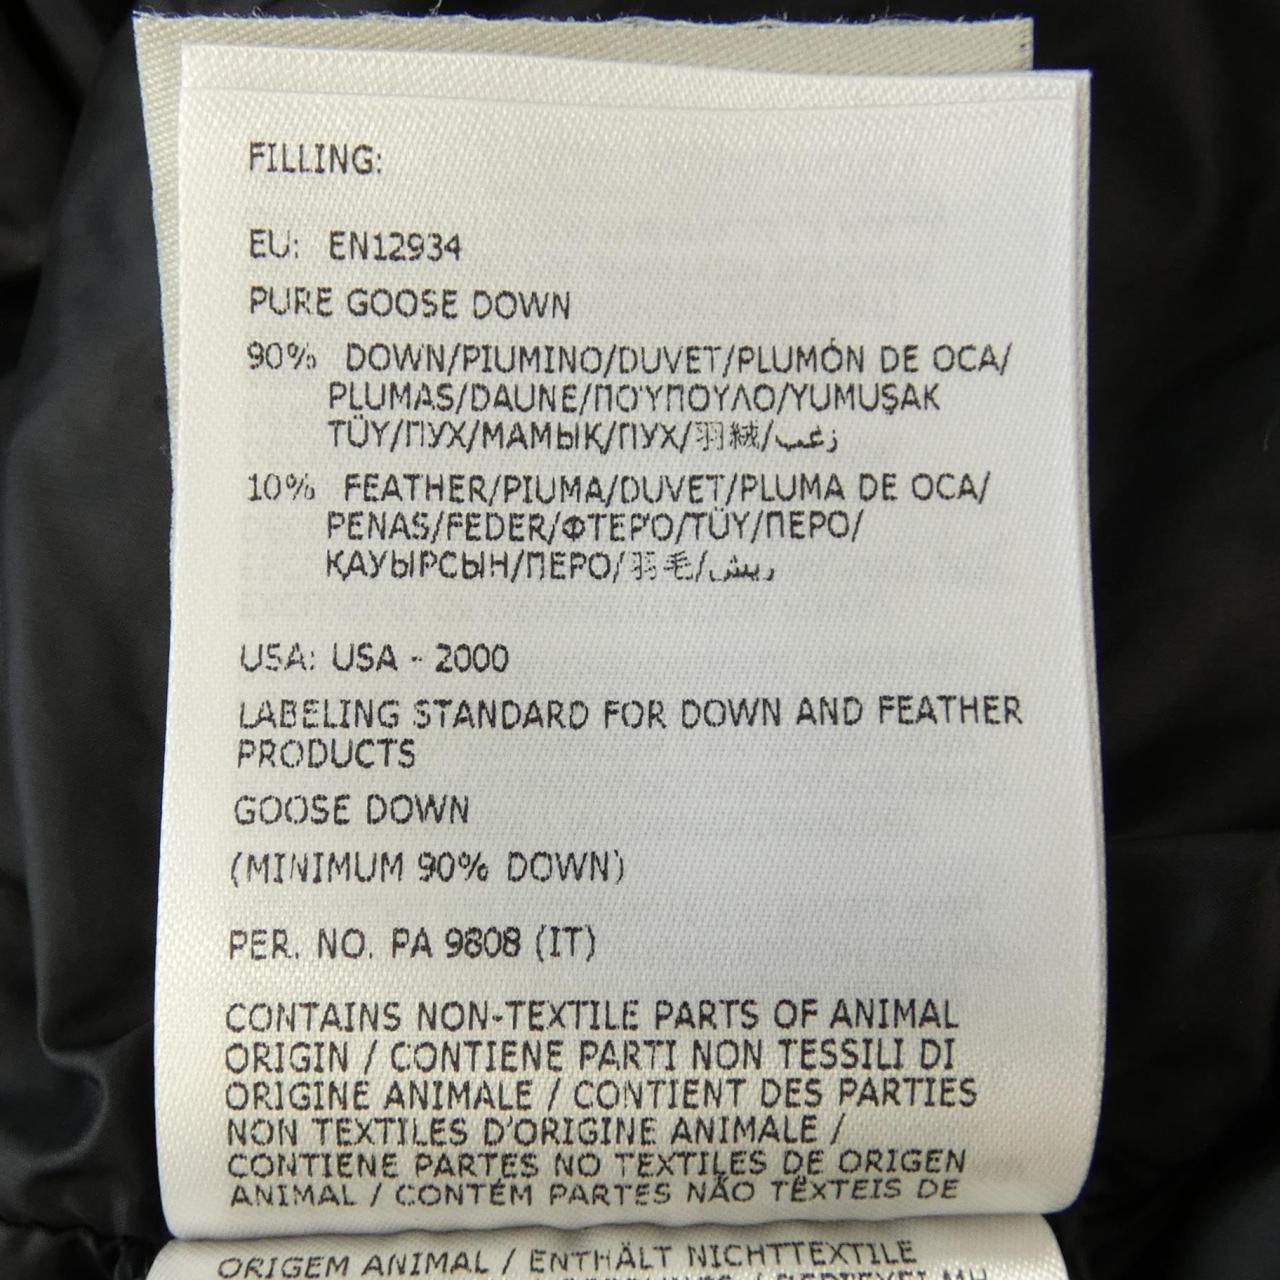 FILLING:
EU: EN12934
PURE GOOSE DOWN
90% DOWN/PIUMINO/DUVET/PLUMÓN DE OCA/
PLUMAS/DAUNE/ΠΟΎΠΟΥΛΟ/YUMUŞAK
TÜY/ПУХ/МАМЫҚ/ПУХ/羽絨/زغب
10% FEATHER/PIUMA/DUVET/PLUMA DE OCA/
PENAS/FEDER/ΦΤΕΡΌ/TÜY/ПЕРО/
ҚАУЫРСЫН/ПЕРО/羽毛/ريش
USA: USA - 2000
LABELING STANDARD FOR DOWN AND FEATHER
PRODUCTS
GOOSE DOWN
(MINIMUM 90% DOWN)
PER. NO. PA 9808 (IT)
CONTAINS NON-TEXTILE PARTS OF ANIMAL
ORIGIN / CONTIENE PARTI NON TESSILI DI
ORIGINE ANIMALE / CONTIENT DES PARTIES
NON TEXTILES D'ORIGINE ANIMALE /
CONTIENE PARTES NO TEXTILES DE ORIGEN
ANIMAL / CONTÉM PARTES NÃO TÊXTEIS DE
ORIGEM ANIMAL / ENTHÄLT NICHTTEXTILE